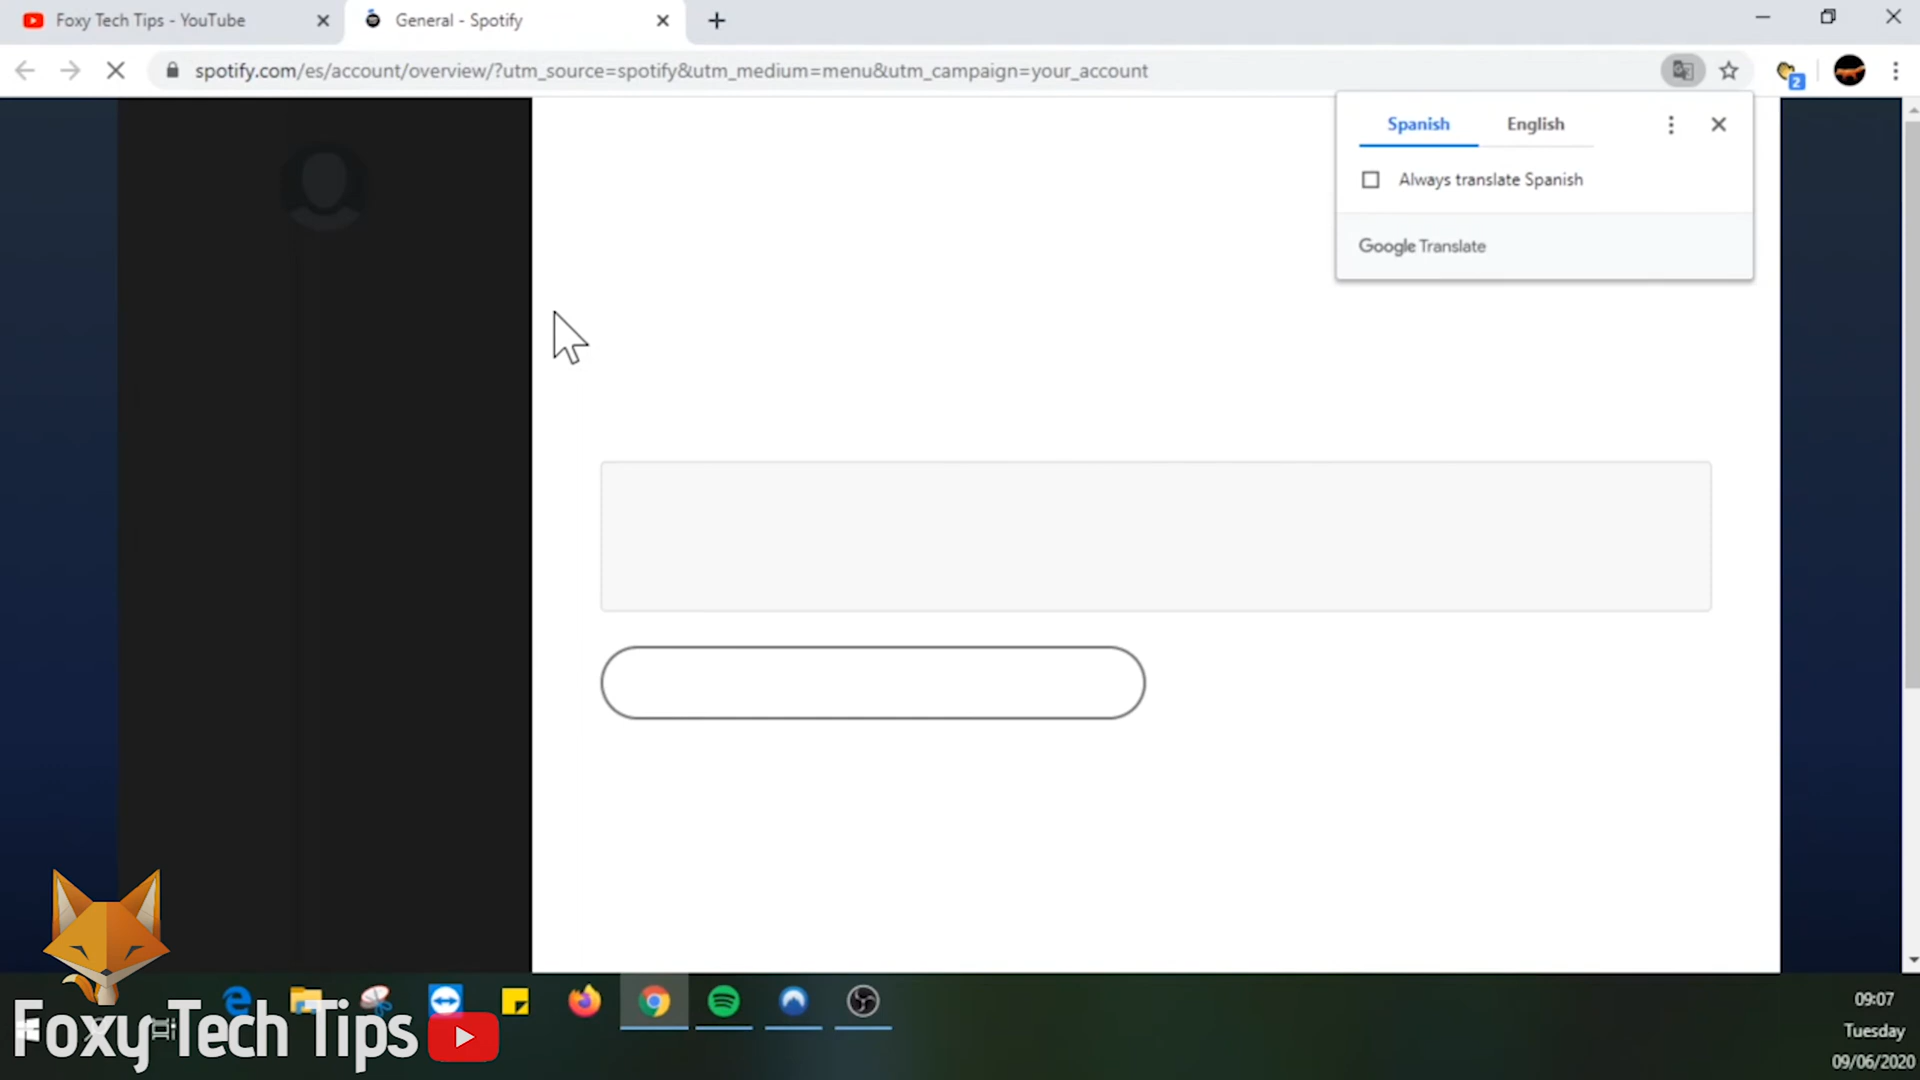 Foxy Tech Tips - YouTube
General - Spotify
spotify.com/es/account/overview/?utm_source=spotify&utm_medium=menu&utm_campaign=your_account
2
Spanish English
Always translate Spanish
Google Translate
Foxy Tech Tips
09:07
Tuesday
09/06/2020